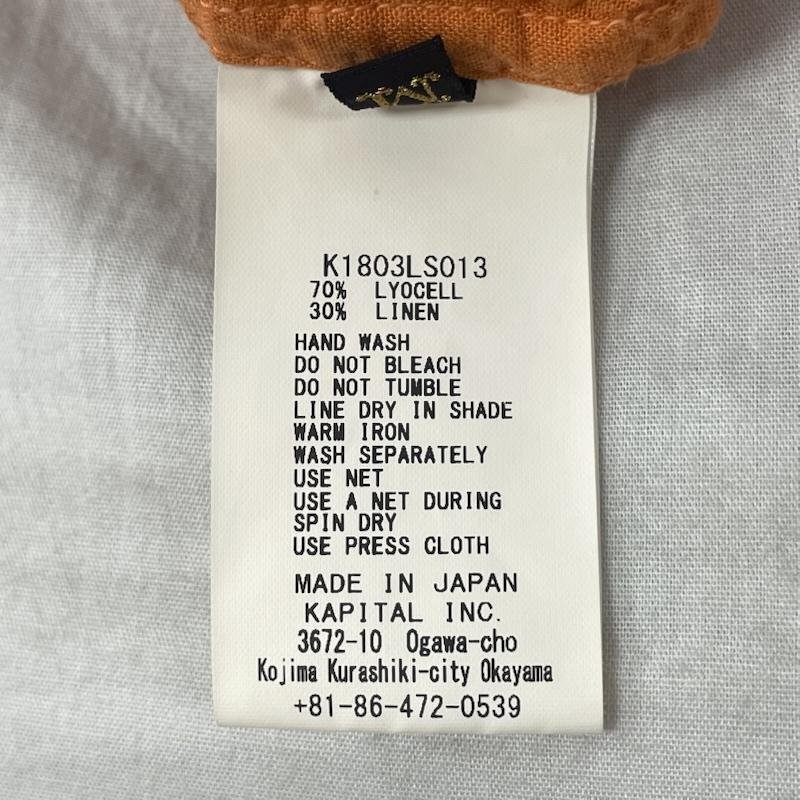 M
K1803LS013
70% LYOCELL
30% LINEN
HAND WASH
DO NOT BLEACH
DO NOT TUMBLE
LINE DRY IN SHADE
WARM IRON
WASH SEPARATELY
USE NET
USE A NET DURING
SPIN DRY
USE PRESS CLOTH
MADE IN JAPAN
KAPITAL INC.
3672-10 Ogawa-cho
Kojima Kurashiki-city Okayama
+81-86-472-0539